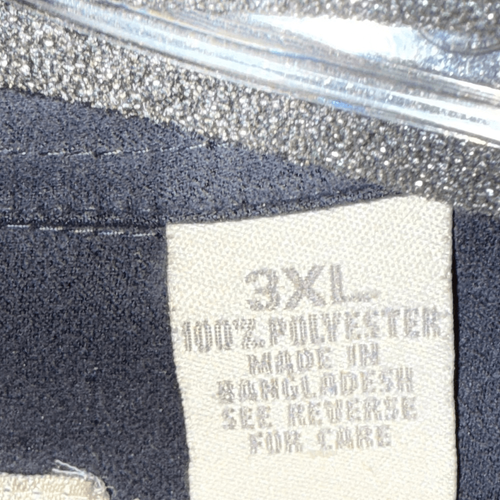 3XL
100% POLYESTER
MADE IN
BANGLADESH
SEE REVERSE
FOR CARE